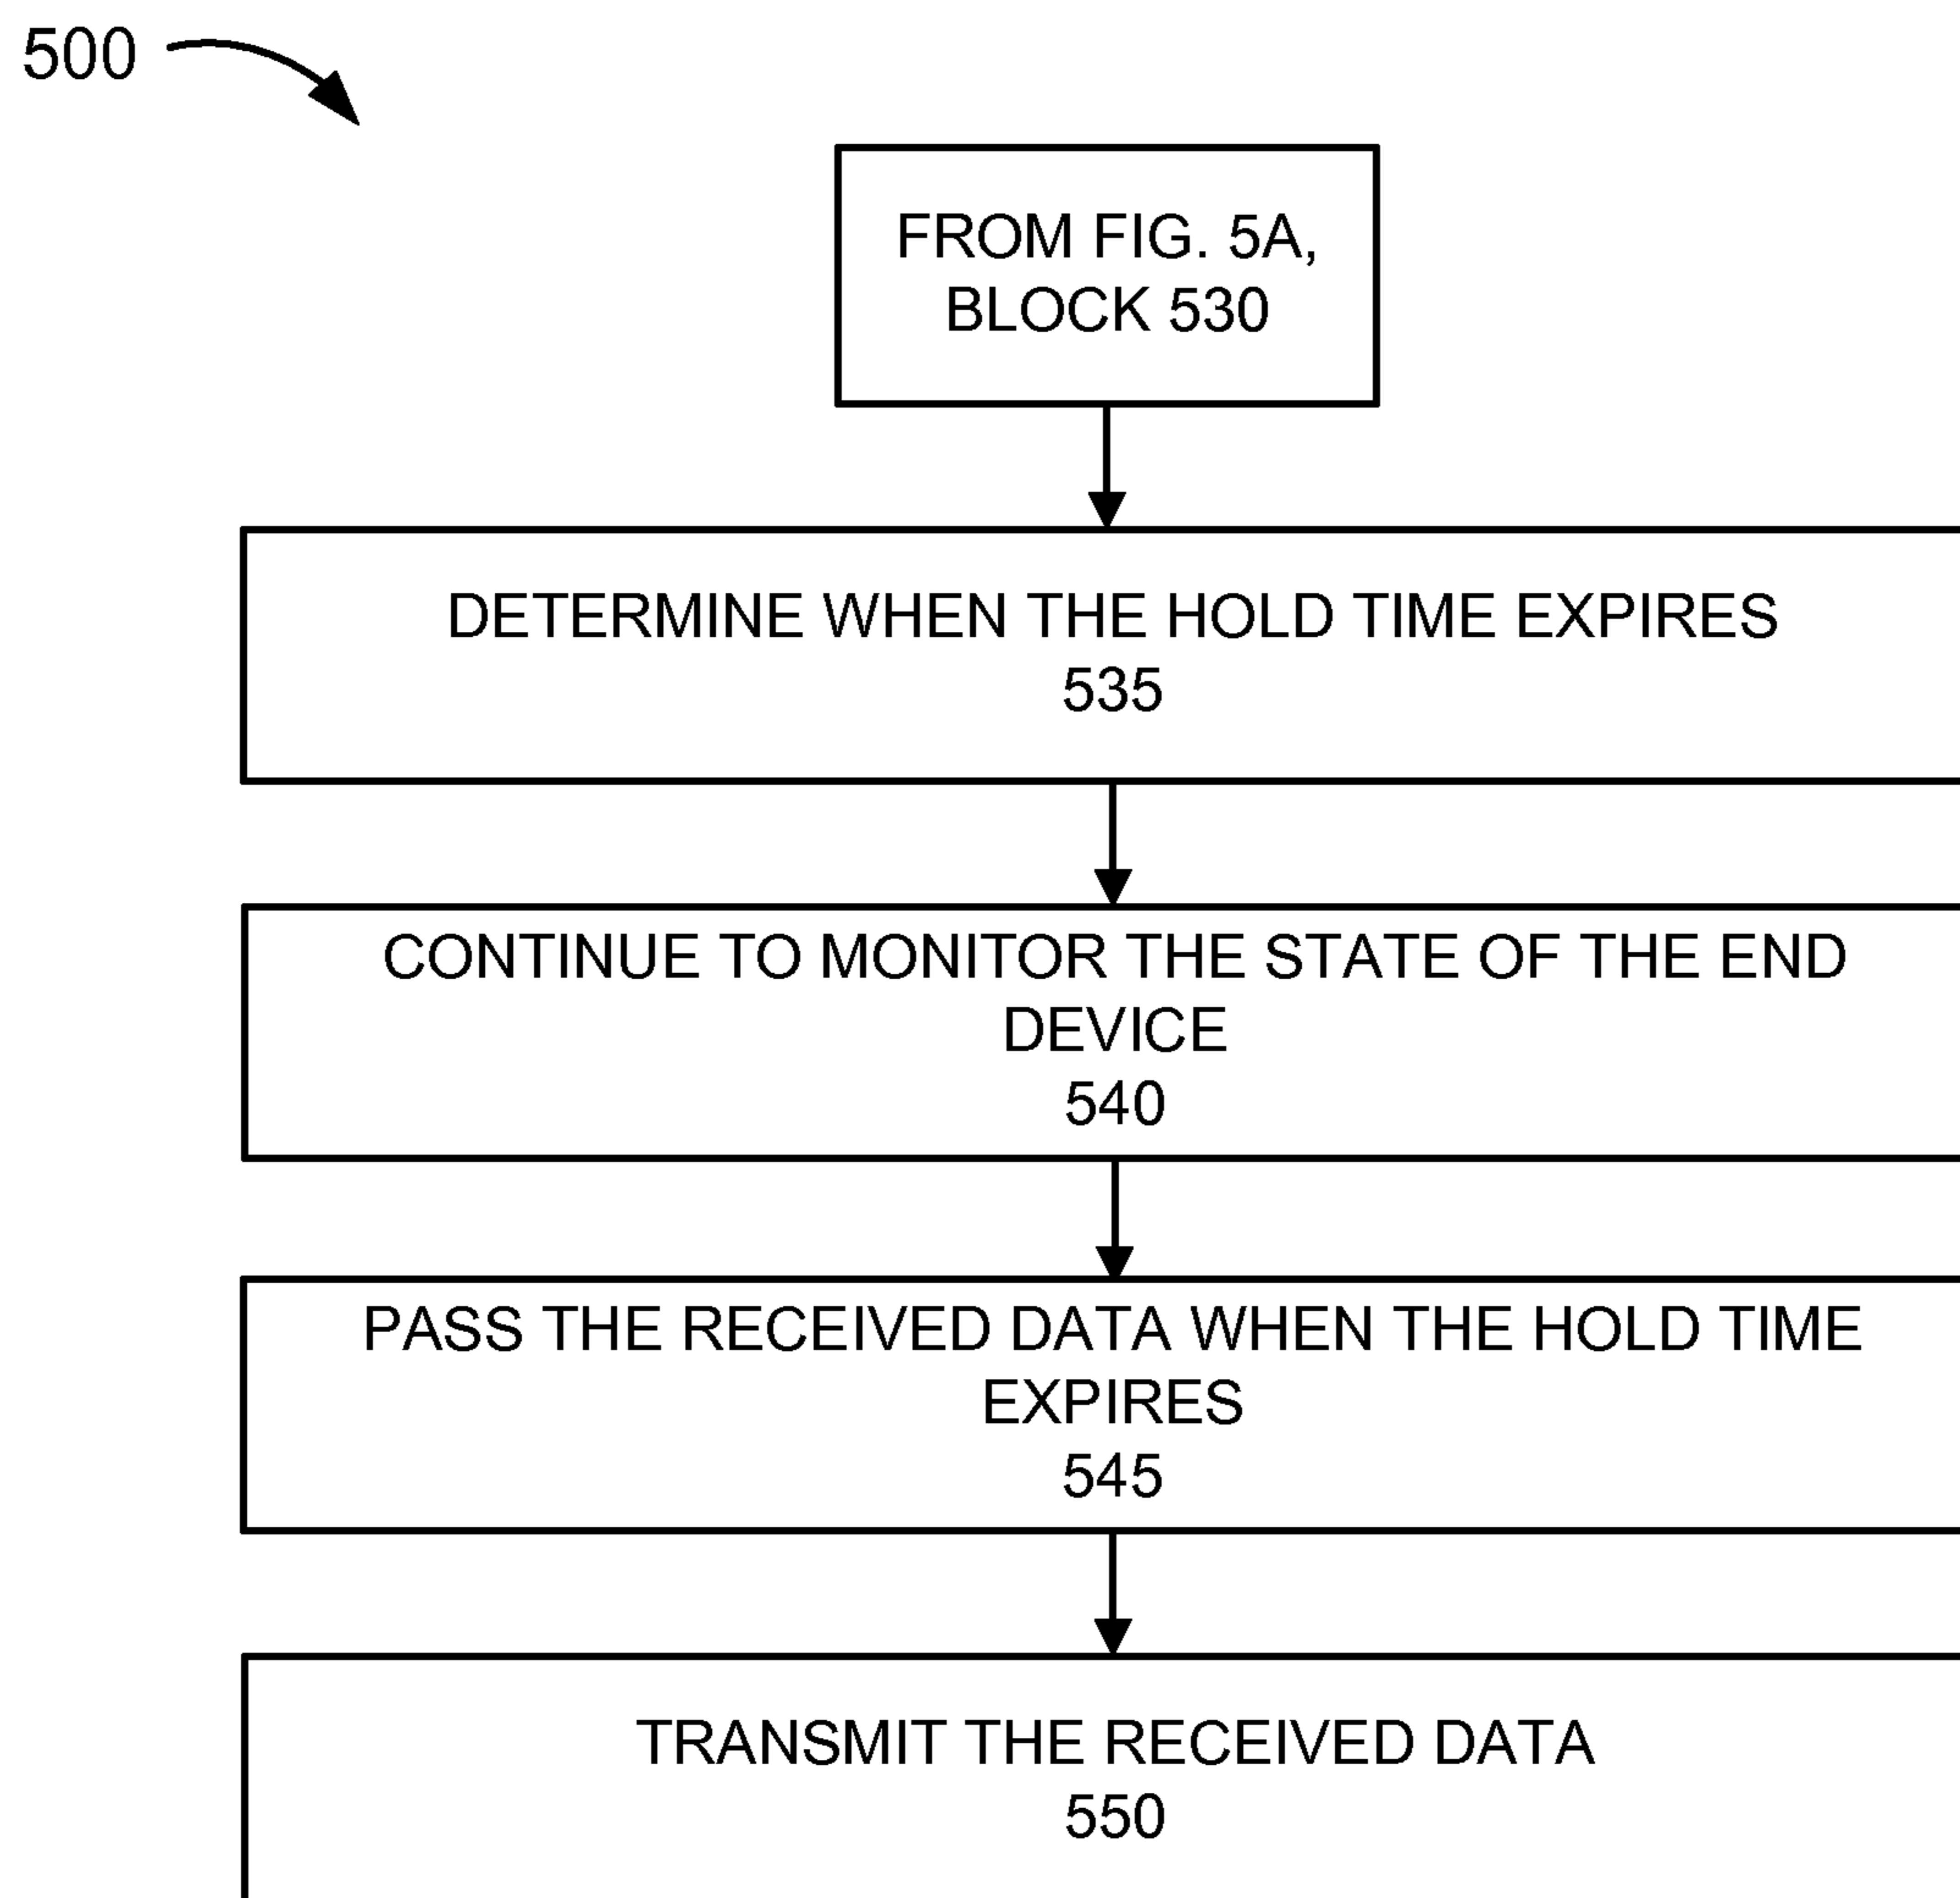 500
FROM FIG. 5A,
BLOCK 530
DETERMINE WHEN THE HOLD TIME EXPIRES
535
CONTINUE TO MONITOR THE STATE OF THE END
DEVICE
540
PASS THE RECEIVED DATA WHEN THE HOLD TIME
EXPIRES
545
TRANSMIT THE RECEIVED DATA
550